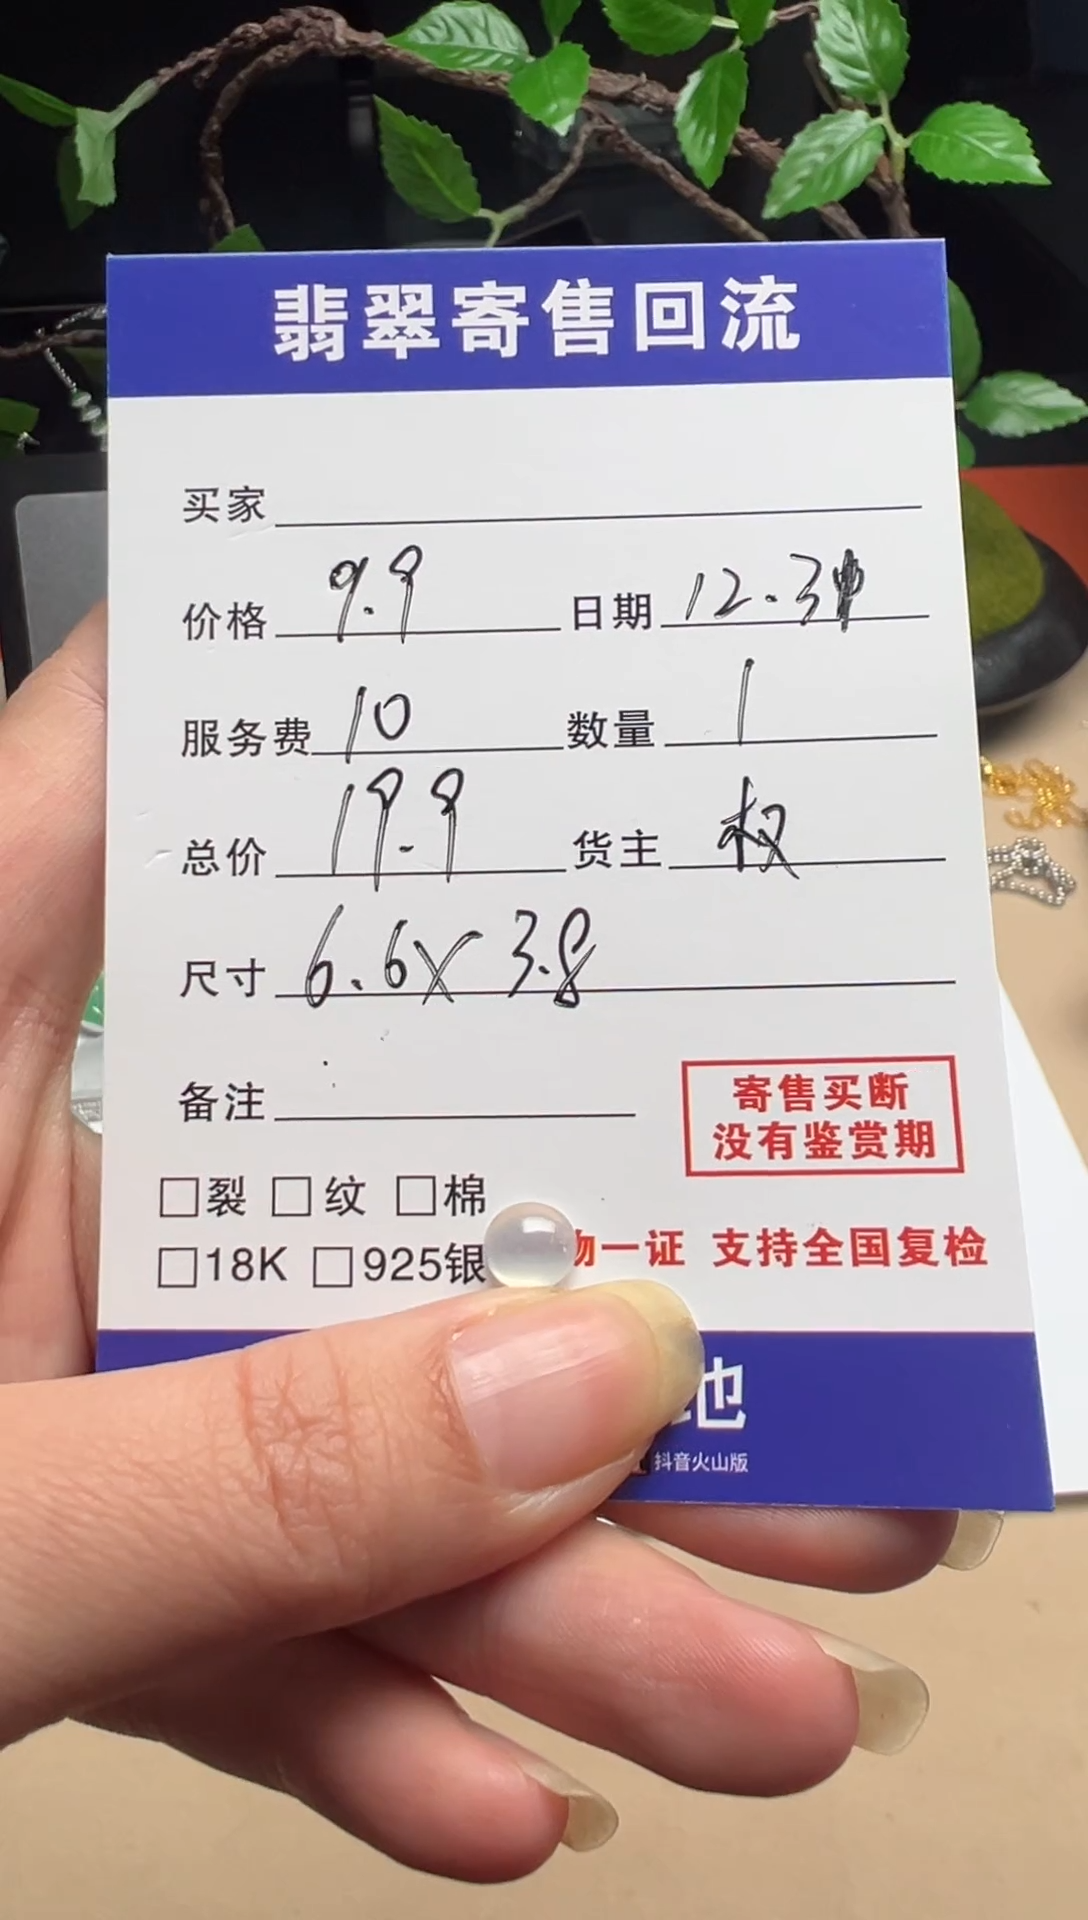 翡翠寄售回流
买家
价格 9.9 日期 12.3
服务费 10 数量 1
总价 19.9 货主 权
尺寸 6.6X3.8
备注
寄售买断
没有鉴赏期
□裂 □纹 □棉
□18K □925银 物一证 支持全国复检
地
抖音火山版